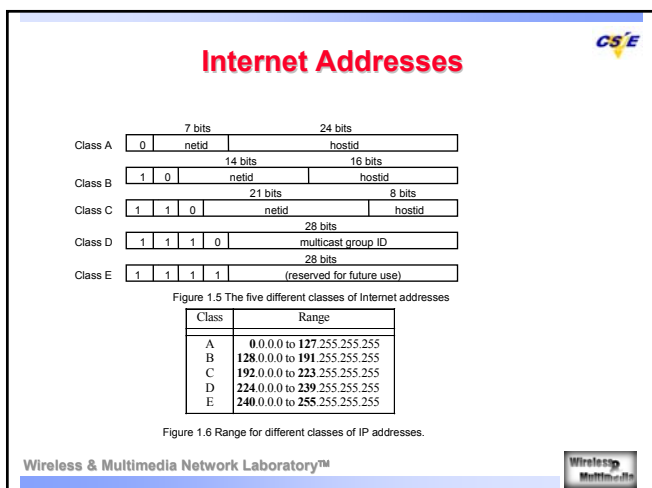 CSIE
Internet Addresses
7 bits 24 bits
Class A 0 netid hostid
14 bits 16 bits
Class B 1 0 netid hostid
21 bits 8 bits
Class C 1 1 0 netid hostid
28 bits
Class D 1 1 1 0 multicast group ID
28 bits
Class E 1 1 1 1 (reserved for future use)
Figure 1.5 The five different classes of Internet addresses
Class Range
A 0.0.0.0 to 127.255.255.255
B 128.0.0.0 to 191.255.255.255
C 192.0.0.0 to 223.255.255.255
D 224.0.0.0 to 239.255.255.255
E 240.0.0.0 to 255.255.255.255
Figure 1.6 Range for different classes of IP addresses.
Wireless & Multimedia Network Laboratory™
Wireless
Multimedia